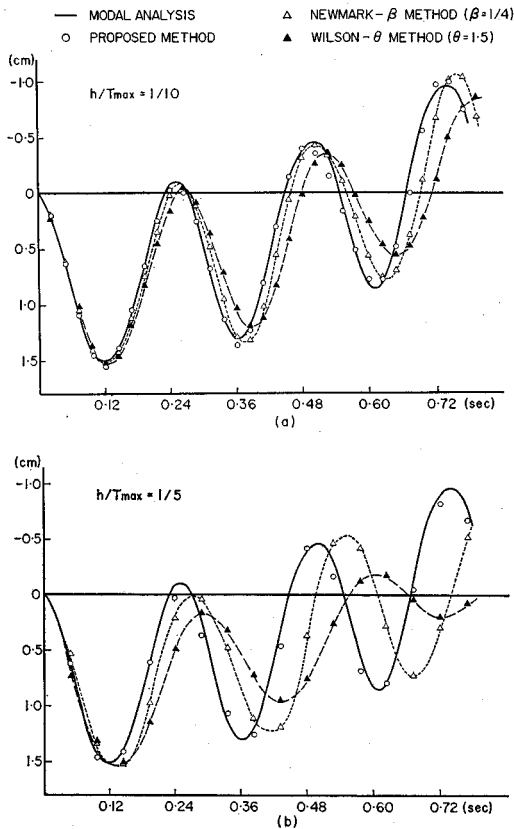 MODAL ANALYSIS
PROPOSED METHOD
NEWMARK-β METHOD (β=1/4)
WILSON-θ METHOD (θ=1.5)
(cm)
-1.0
h/Tmax = 1/10
-0.5
0
0.5
1.0
1.5
0.12 0.24 0.36 0.48 0.60 0.72 (sec)
(a)
(cm)
-1.0
h/Tmax = 1/5
-0.5
0
0.5
1.0
1.5
0.12 0.24 0.36 0.48 0.60 0.72 (sec)
(b)